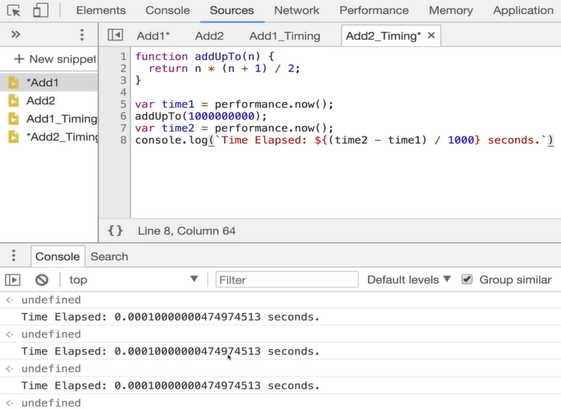 Elements Console Sources Network Performance Memory Application
Add1* Add2 Add1_Timing Add2_Timing* ×
+ New snippet
*Add1
Add2
Add1_Timing
*Add2_Timing
1 function addUpTo(n) {
2 return n * (n + 1) / 2;
3 }
4
5 var time1 = performance.now();
6 addUpTo(1000000000);
7 var time2 = performance.now();
8 console.log(`Time Elapsed: ${(time2 - time1) / 1000} seconds.`)
{} Line 8, Column 64
Console Search
top Filter Default levels ▼ Group similar
undefined
Time Elapsed: 0.00010000000474974513 seconds.
undefined
Time Elapsed: 0.00010000000474974513 seconds.
undefined
Time Elapsed: 0.00010000000474974513 seconds.
undefined